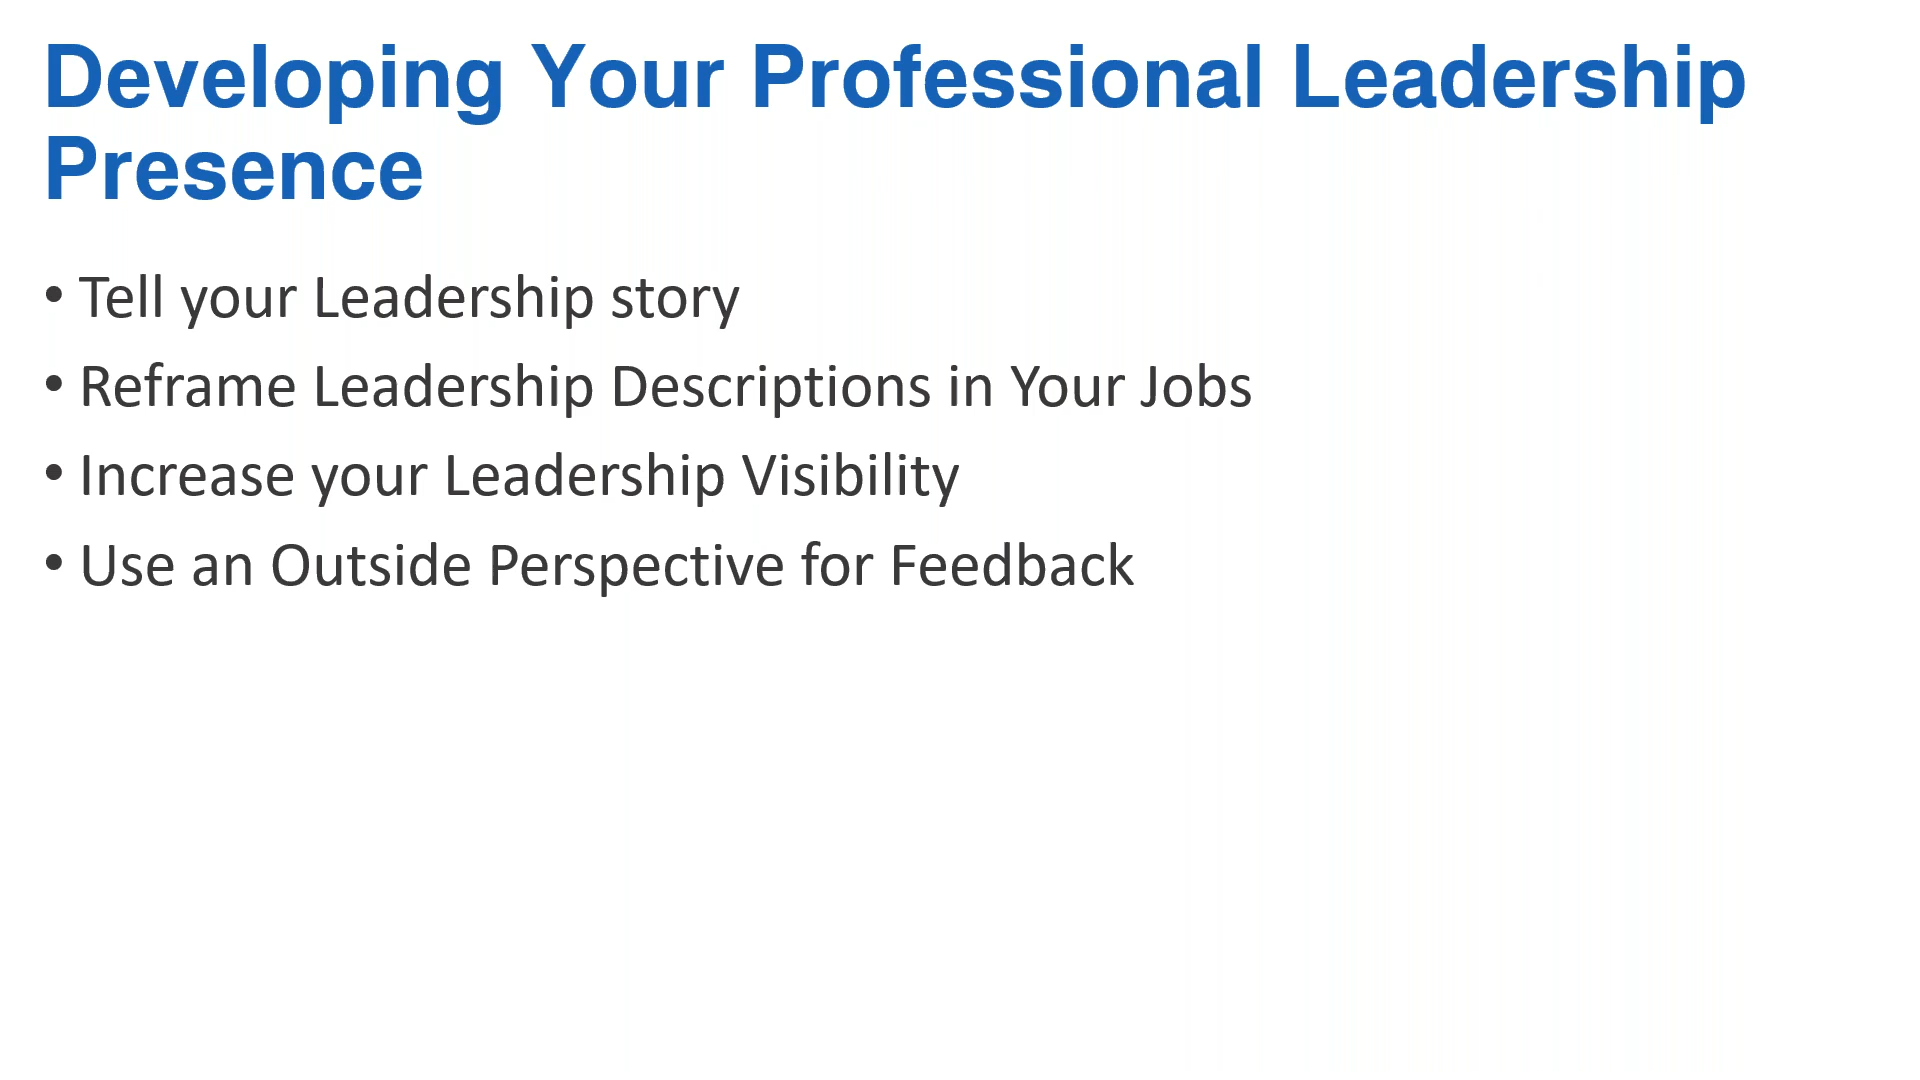 Developing Your Professional Leadership
Presence
• Tell your Leadership story
• Reframe Leadership Descriptions in Your Jobs
• Increase your Leadership Visibility
• Use an Outside Perspective for Feedback